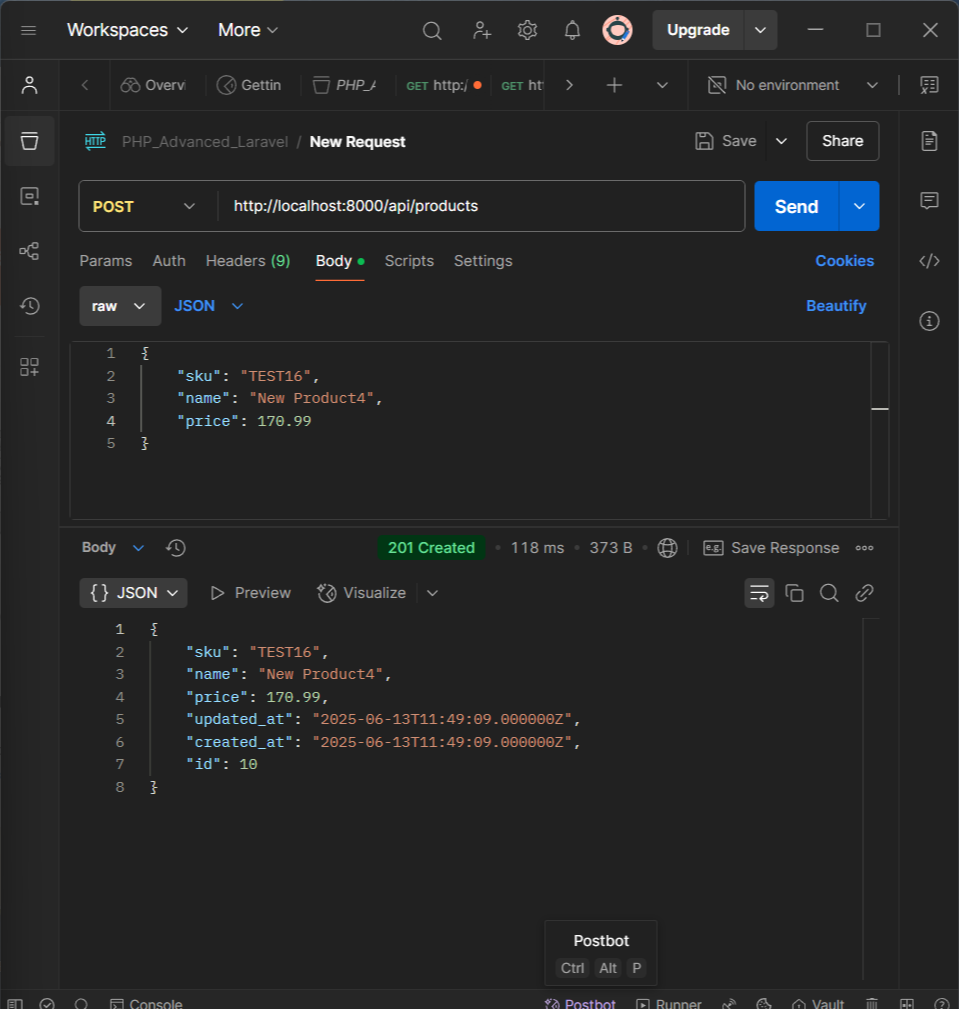 Workspaces More Upgrade
Overvi Gettin PHP_A GET http:/ GET htt No environment
HTTP PHP_Advanced_Laravel / New Request Save Share
POST http://localhost:8000/api/products Send
Params Auth Headers (9) Body Scripts Settings Cookies
raw JSON Beautify
1 {
2 "sku": "TEST16",
3 "name": "New Product4",
4 "price": 170.99
5 }
Body 201 Created • 118 ms • 373 B • e.g. Save Response
{} JSON Preview Visualize
1 {
2 "sku": "TEST16",
3 "name": "New Product4",
4 "price": 170.99,
5 "updated_at": "2025-06-13T11:49:09.000000Z",
6 "created_at": "2025-06-13T11:49:09.000000Z",
7 "id": 10
8 }
Postbot
Ctrl Alt P
Console Postbot Runner Vault